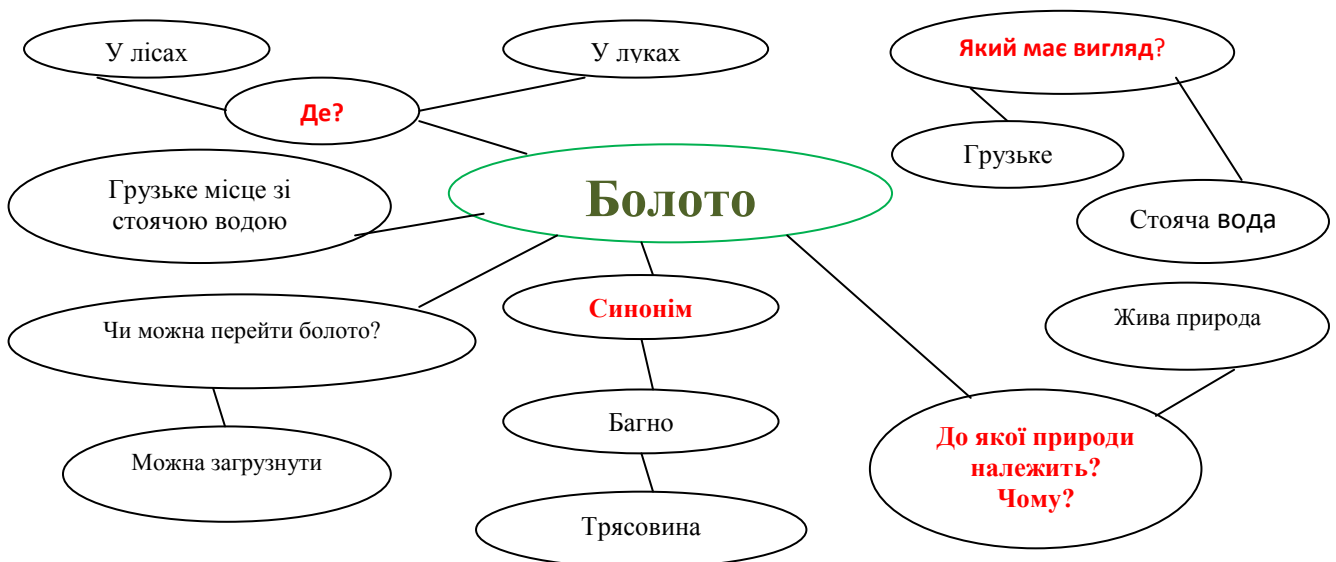 У лісах
У луках
Який має вигляд?
Де?
Грузьке
Грузьке місце зі
стоячою водою
Болото
Стояча вода
Синонім
Чи можна перейти болото?
Жива природа
Багно
До якої природи
належить?
Чому?
Можна загрузнути
Трясовина